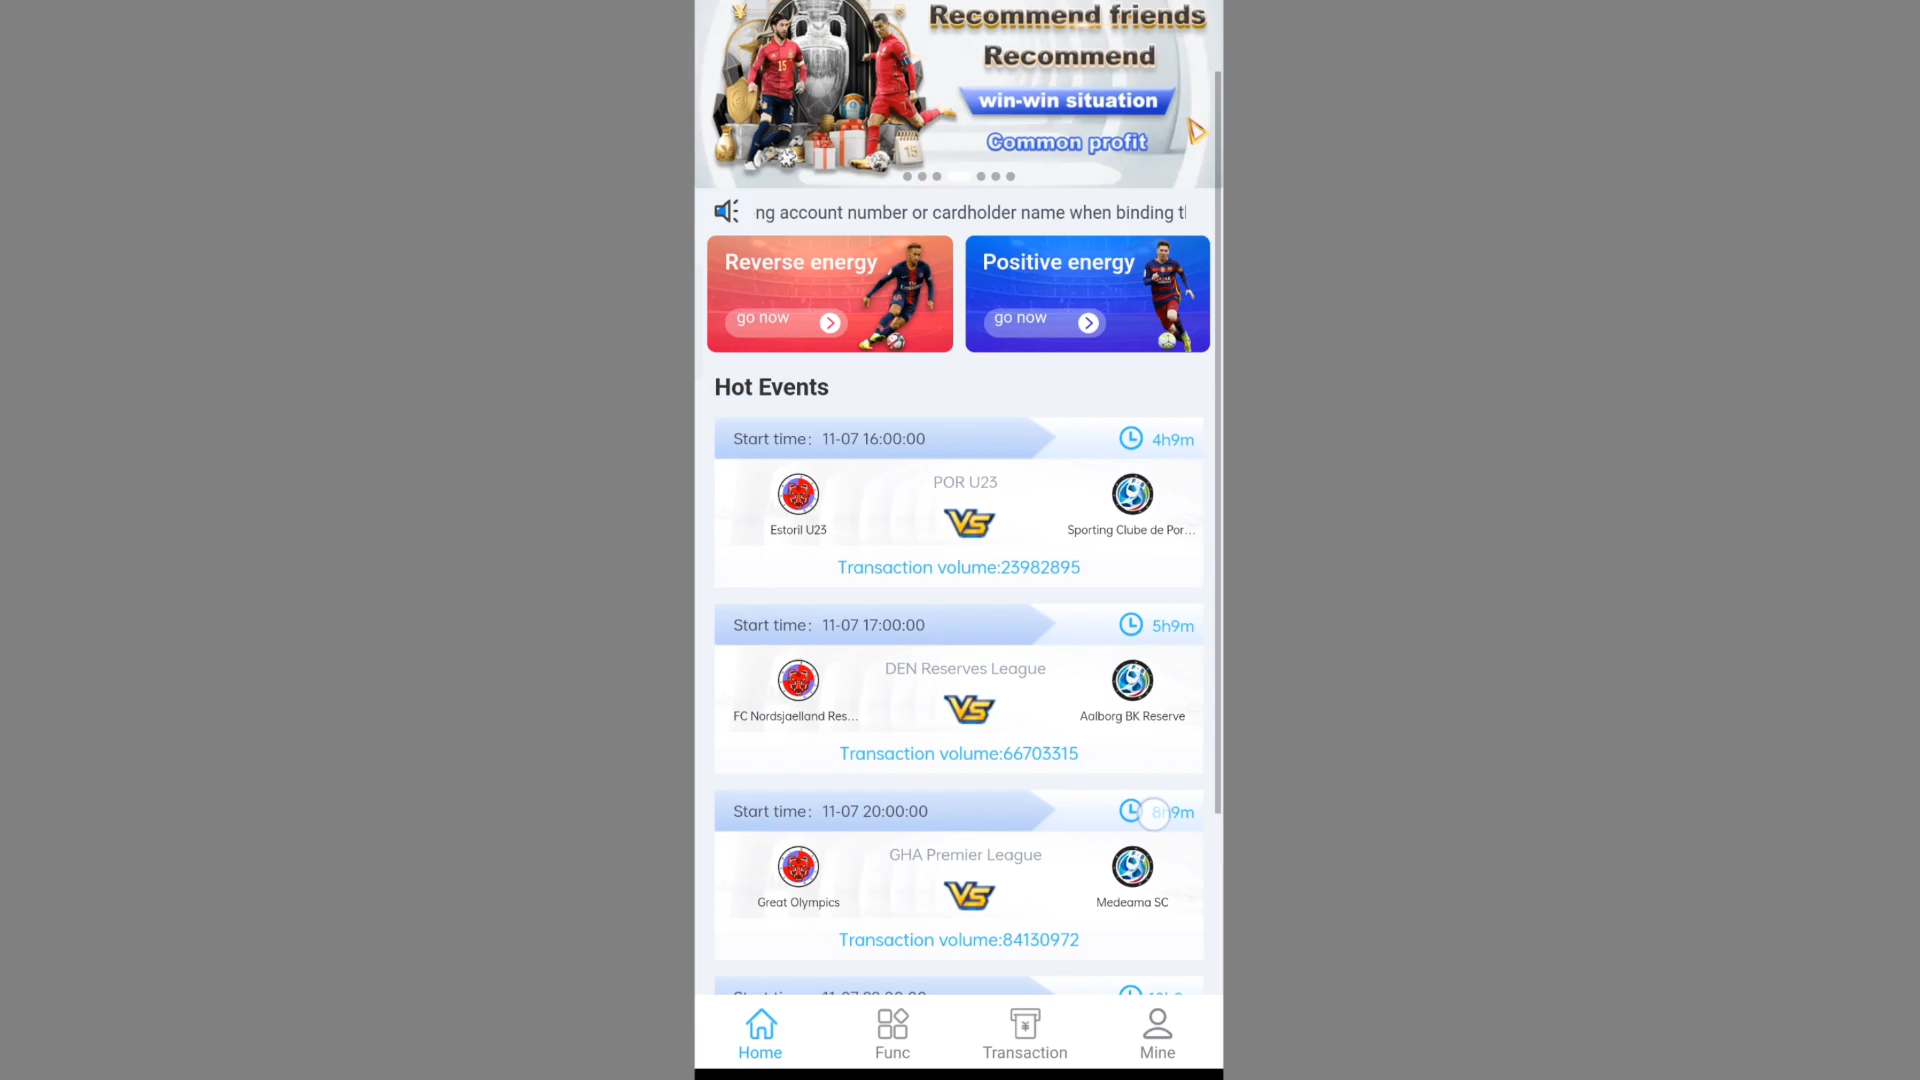 Recommend friends
Recommend
win-win situation
Common profit
ng account number or cardholder name when binding t
Reverse energy
Positive energy
go now
go now
Hot Events
Start time: 11-07 16:00:00
4h9m
POR U23
VS
Estoril U23
Sporting Clube de Por...
Transaction volume:23982895
Start time: 11-07 17:00:00
5h9m
DEN Reserves League
VS
FC Nordsjaelland Res...
Aalborg BK Reserve
Transaction volume:66703315
Start time: 11-07 20:00:00
8h9m
GHA Premier League
VS
Great Olympics
Medeama SC
Transaction volume:84130972
Home
Func
Transaction
Mine